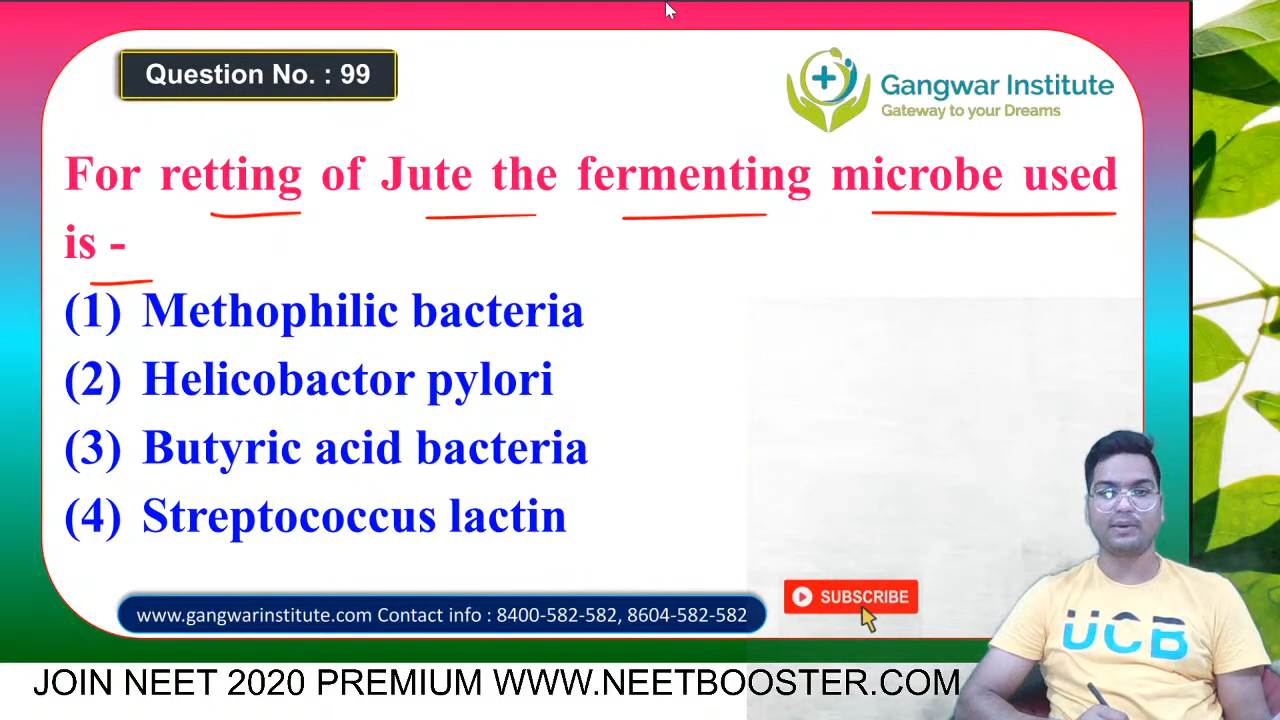 Question No. : 99
Gangwar Institute
Gateway to your Dreams
For retting of Jute the fermenting microbe used
is -
(1) Methophilic bacteria
(2) Helicobactor pylori
(3) Butyric acid bacteria
(4) Streptococcus lactin
www.gangwarinstitute.com Contact info : 8400-582-582, 8604-582-582
SUBSCRIBE
UCB
JOIN NEET 2020 PREMIUM WWW.NEETBOOSTER.COM